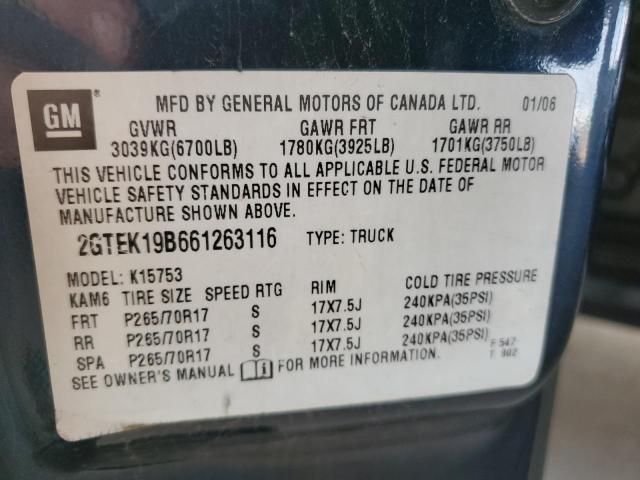 GM ® MFD BY GENERAL MOTORS OF CANADA LTD. 01/06
GVWR GAWR FRT GAWR RR
3039KG(6700LB) 1780KG(3925LB) 1701KG(3750LB)
THIS VEHICLE CONFORMS TO ALL APPLICABLE U.S. FEDERAL MOTOR
VEHICLE SAFETY STANDARDS IN EFFECT ON THE DATE OF
MANUFACTURE SHOWN ABOVE.
2GTEK19B661263116 TYPE: TRUCK
MODEL: K15753
KAM6 TIRE SIZE SPEED RTG RIM COLD TIRE PRESSURE
FRT P265/70R17 S 17X7.5J 240KPA(35PSI)
RR P265/70R17 S 17X7.5J 240KPA(35PSI)
SPA P265/70R17 S 17X7.5J 240KPA(35PSI)
SEE OWNER'S MANUAL FOR MORE INFORMATION.
F 547
T 902